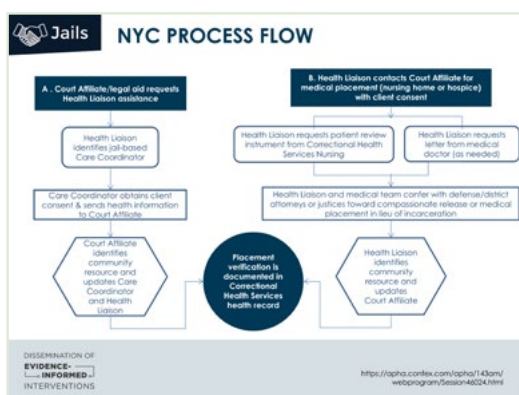 Jails
NYC PROCESS FLOW
A . Court Affiliate/legal aid requests
Health Liaison assistance
Health Liaison
identifies jail-based
Care Coordinator
Care Coordinator obtains client
consent & sends health information
to Court Affiliate
Court Affiliate
identifies
community
resource and
updates Care
Coordinator
and Health
Liaison
B. Health Liaison contacts Court Affiliate for
medical placement (nursing home or hospice)
with client consent
Health Liaison requests patient review
instrument from Correctional Health
Services Nursing
Health Liaison requests
letter from medical
doctor (as needed)
Health Liaison and medical team confer with defense/district
attorneys or justices toward compassionate release or medical
placement in lieu of incarceration
Health Liaison
identifies
community
resource and
updates
Court Affiliate
Placement
verification is
documented in
Correctional
Health Services
health record
DISSEMINATION OF
EVIDENCE-
INFORMED
INTERVENTIONS
https://apha.confex.com/apha/143am/
webprogram/Session46024.html